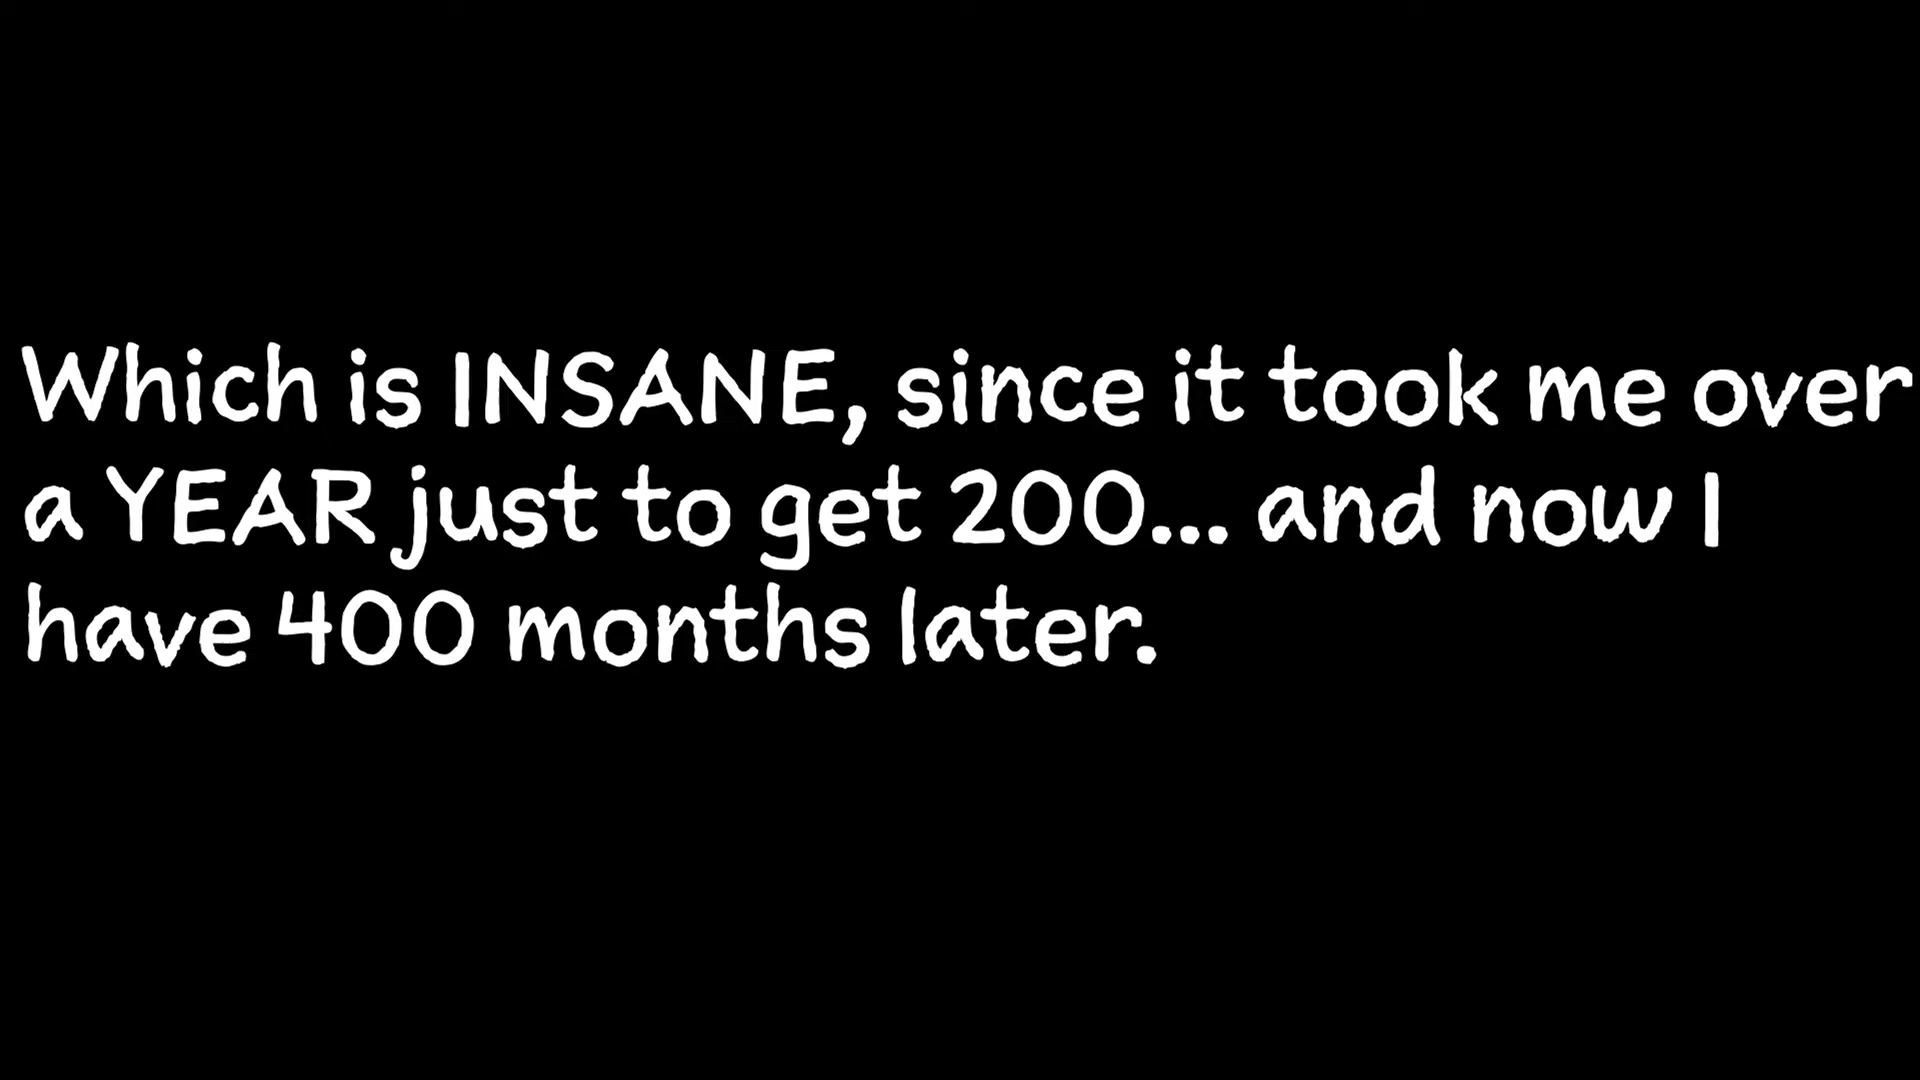 Which is INSANE, since it took me over
a YEAR just to get 200... and now I
have 400 months later.